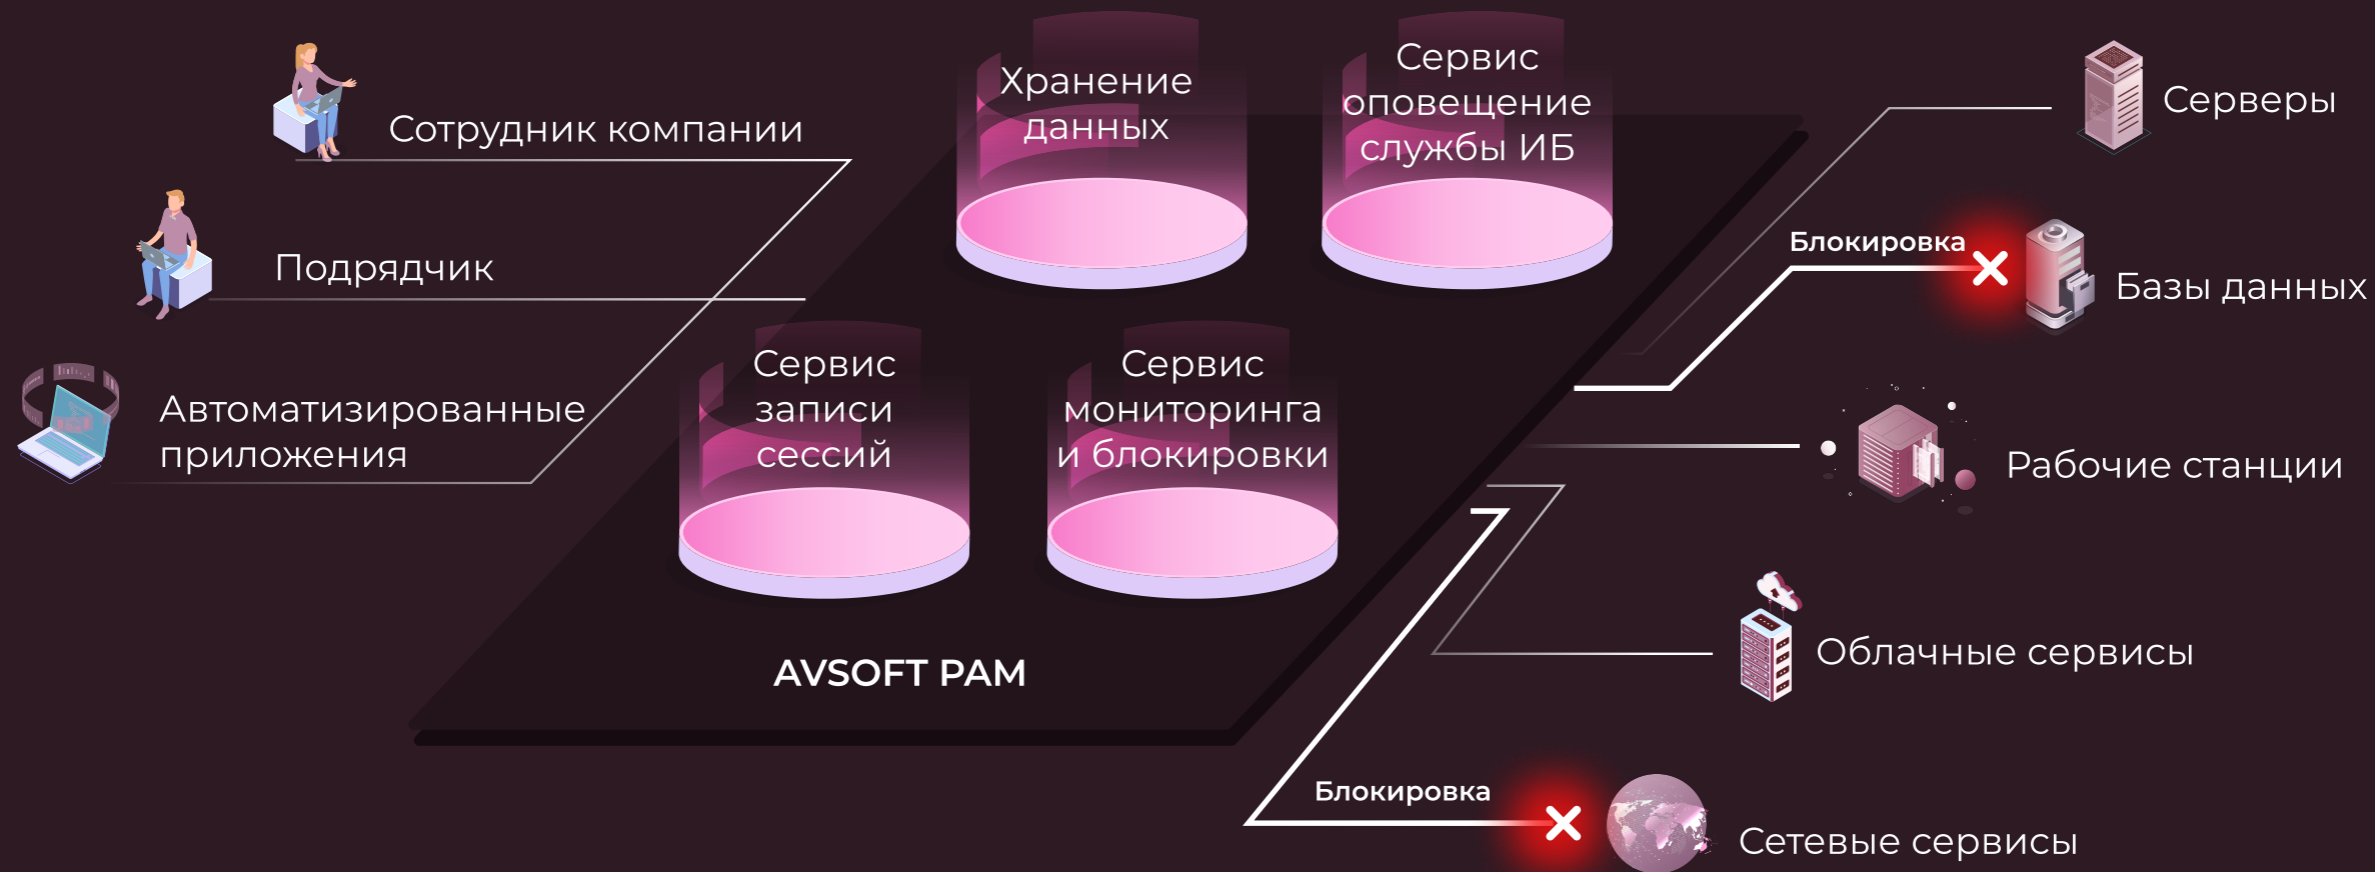 Сотрудник компании
Подрядчик
Автоматизированные
приложения
Хранение
данных
Сервис
оповещение
службы ИБ
Сервис
записи
сессий
Сервис
мониторинга
и блокировки
AVSOFT PAM
Серверы
Блокировка
Базы данных
Рабочие станции
Облачные сервисы
Блокировка
Сетевые сервисы